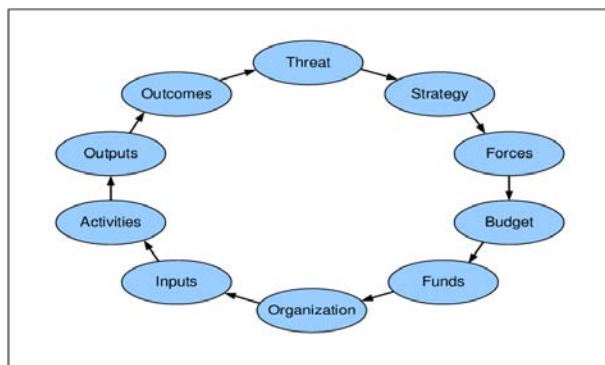 Threat
Strategy
Forces
Budget
Funds
Organization
Inputs
Activities
Outputs
Outcomes